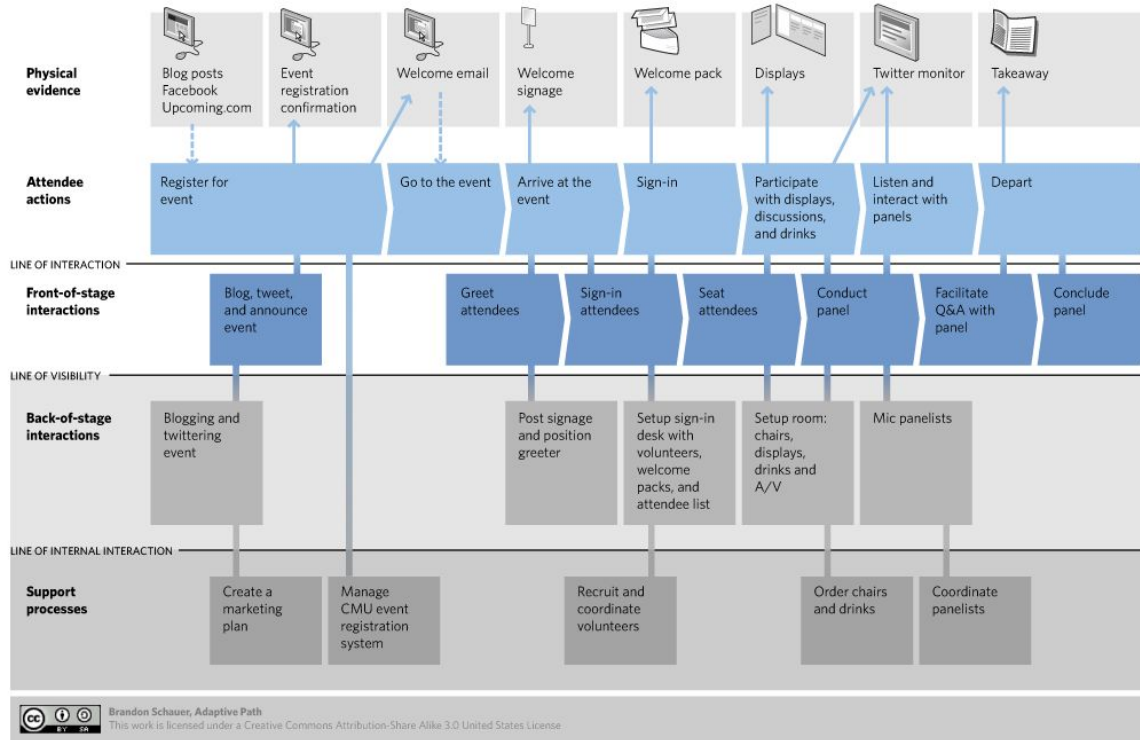 Physical
evidence
Blog posts
Facebook
Upcoming.com
Event
registration
confirmation
Welcome email
Welcome
signage
Welcome pack
Displays
Twitter monitor
Takeaway
Attendee
actions
Register for
event
Go to the event
Arrive at the
event
Sign-in
Participate
with displays,
discussions,
and drinks
Listen and
interact with
panels
Depart
LINE OF INTERACTION
Front-of-stage
interactions
Blog, tweet,
and announce
event
Greet
attendees
Sign-in
attendees
Seat
attendees
Conduct
panel
Facilitate
Q&A with
panel
Conclude
panel
LINE OF VISIBILITY
Back-of-stage
interactions
Blogging and
twittering
event
Post signage
and position
greeter
Setup sign-in
desk with
volunteers,
welcome
packs, and
attendee list
Setup room:
chairs,
displays,
drinks and
A/V
Mic panelists
LINE OF INTERNAL INTERACTION
Support
processes
Create a
marketing
plan
Manage
CMU event
registration
system
Recruit and
coordinate
volunteers
Order chairs
and drinks
Coordinate
panelists
cc BY SA
Brandon Schauer, Adaptive Path
This work is licensed under a Creative Commons Attribution-Share Alike 3.0 United States License